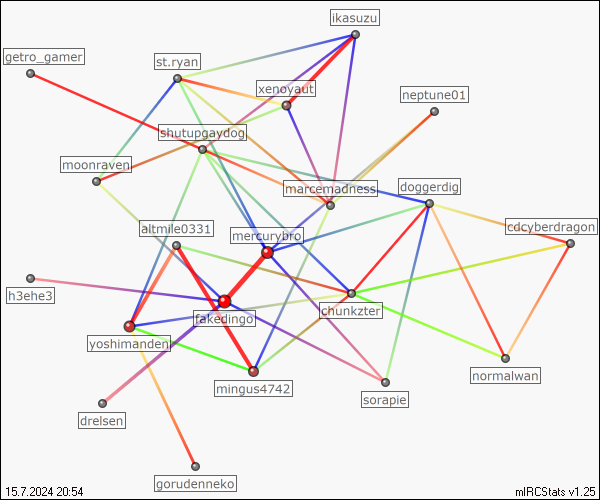 ikasuzu
getro_gamer
st.ryan
xenoyaut
neptune01
shutupgaydog
moonraven
marcemadness
doggerdig
altmile0331
mercurybro
cdcyberdragon
h3ehe3
fakedingo
chunkzter
yoshimanden
normalwan
mingus4742
sorapie
drelsen
gorudenneko
15.7.2024 20:54
mIRCStats v1.25